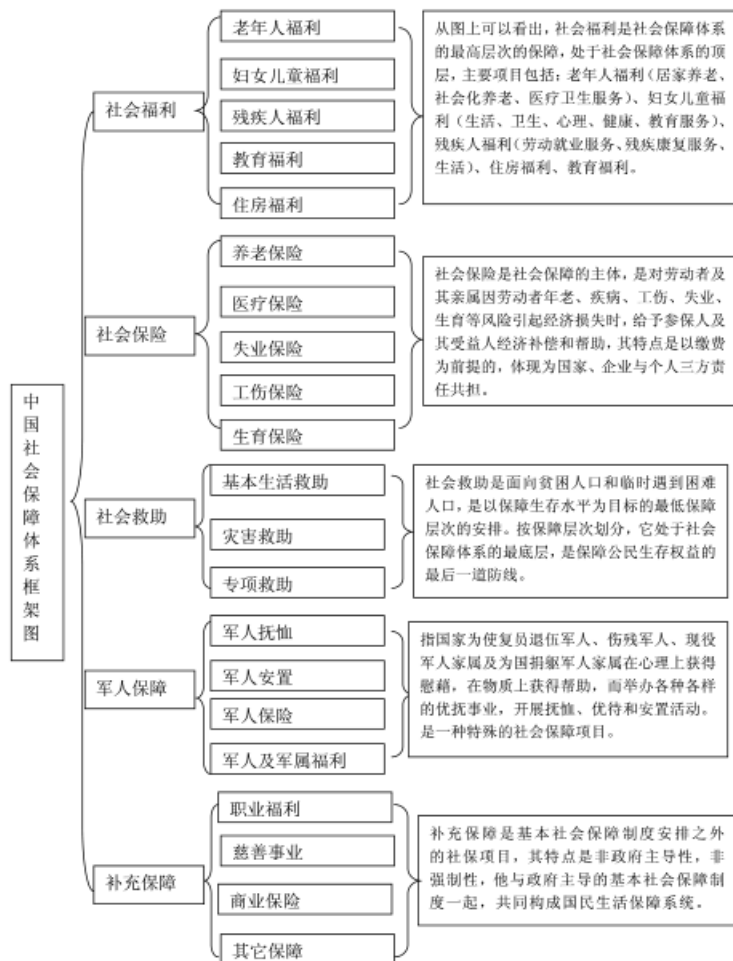 中国社会保障体系框架图
社会福利
老年人福利
妇女儿童福利
残疾人福利
教育福利
住房福利
从图上可以看出，社会福利是社会保障体系
的最高层次的保障，处于社会保障体系的顶
层，主要项目包括：老年人福利（居家养老、
社会化养老、医疗卫生服务）、妇女儿童福
利（生活、卫生、心理、健康、教育服务）、
残疾人福利（劳动就业服务、残疾康复服务、
生活）、住房福利、教育福利。
社会保险
养老保险
医疗保险
失业保险
工伤保险
生育保险
社会保险是社会保障的主体，是对劳动者及
其亲属因劳动者年老、疾病、工伤、失业、
生育等风险引起经济损失时，给予参保人及
其受益人经济补偿和帮助，其特点是以缴费
为前提的，体现为国家、企业与个人三方责
任共担。
社会救助
基本生活救助
灾害救助
专项救助
社会救助是面向贫困人口和临时遇到困难
人口，是以保障生存水平为目标的最低保障
层次的安排。按保障层次划分，它处于社会
保障体系的最底层，是保障公民生存权益的
最后一道防线。
军人保障
军人抚恤
军人安置
军人保险
军人及军属福利
指国家为使复员退伍军人、伤残军人、现役
军人家属及为国捐躯军人家属在心理上获得
慰藉，在物质上获得帮助，而举办各种各样
的优抚事业，开展抚恤、优待和安置活动。
是一种特殊的社会保障项目。
补充保障
职业福利
慈善事业
商业保险
其它保障
补充保障是基本社会保障制度安排之外
的社保项目，其特点是非政府主导性，非
强制性，他与政府主导的基本社会保障制
度一起，共同构成国民生活保障系统。